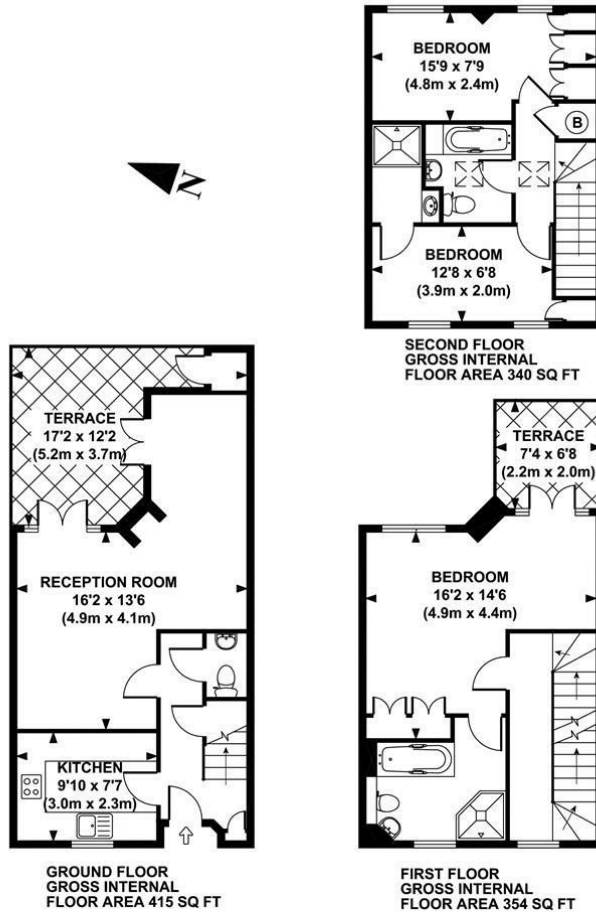 BEDROOM
15'9 x 7'9
(4.8m x 2.4m)
B
BEDROOM
12'8 x 6'8
(3.9m x 2.0m)
SECOND FLOOR
GROSS INTERNAL
FLOOR AREA 340 SQ FT
N
TERRACE
17'2 x 12'2
(5.2m x 3.7m)
RECEPTION ROOM
16'2 x 13'6
(4.9m x 4.1m)
KITCHEN
9'10 x 7'7
(3.0m x 2.3m)
GROUND FLOOR
GROSS INTERNAL
FLOOR AREA 415 SQ FT
TERRACE
7'4 x 6'8
(2.2m x 2.0m)
BEDROOM
16'2 x 14'6
(4.9m x 4.4m)
FIRST FLOOR
GROSS INTERNAL
FLOOR AREA 354 SQ FT